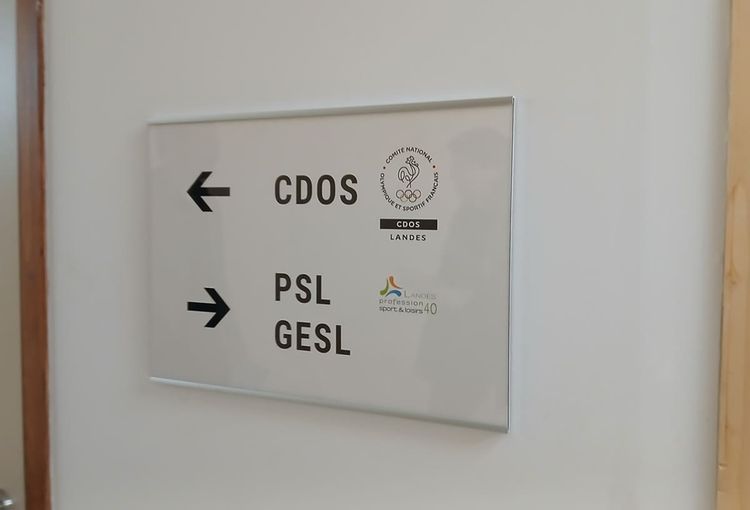 CDOS
COMITÉ NATIONAL
OLYMPIQUE ET SPORTIF FRANÇAIS
CDOS
LANDES
PSL
GESL
LANDES
profession
sport & loisirs 40